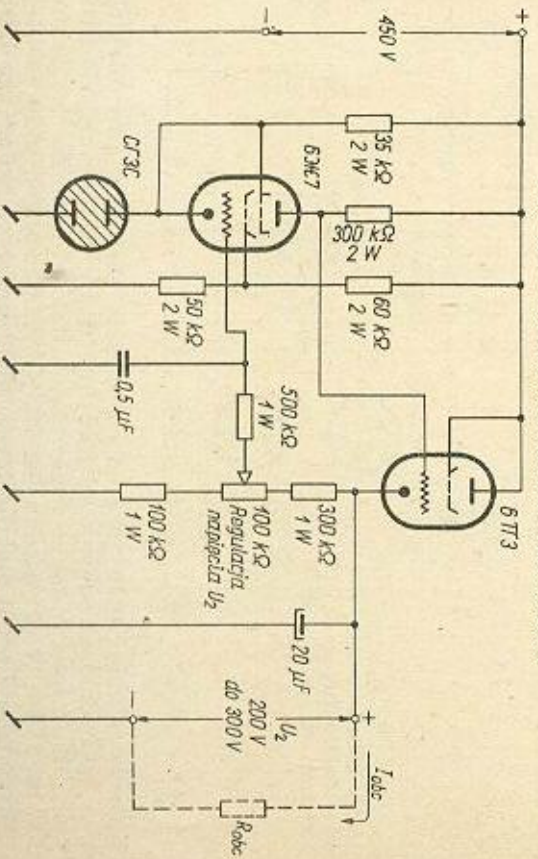 450 V
−
+
35 kΩ
2 W
300 kΩ
2 W
60 kΩ
2 W
6Ж7
СГ3С
50 kΩ
2 W
0,5 μF
500 kΩ
1 W
6П3
300 kΩ
1 W
100 kΩ
Regulacja
napięcia U₂
100 kΩ
1 W
20 μF
U₂
200 V
do 300 V
+
−
Iobc
Robc